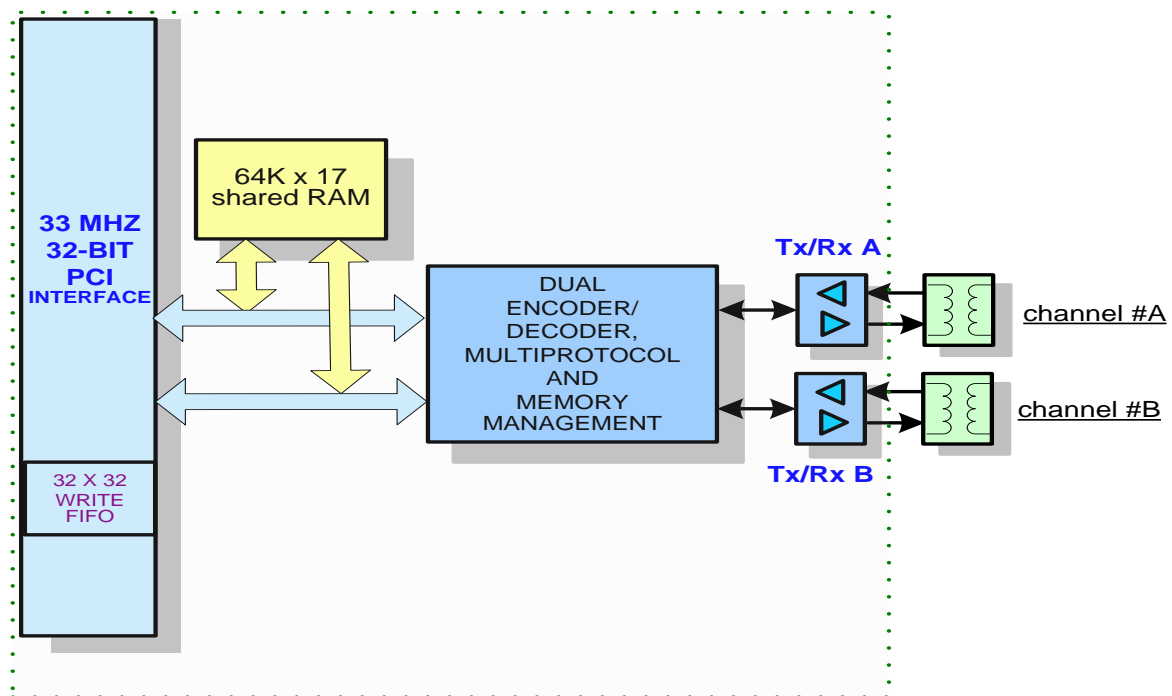 33 MHZ
32-BIT
PCI
INTERFACE
32 X 32
WRITE
FIFO
64K x 17
shared RAM
DUAL
ENCODER/
DECODER,
MULTIPROTOCOL
AND
MEMORY
MANAGEMENT
Tx/Rx A
channel #A
channel #B
Tx/Rx B